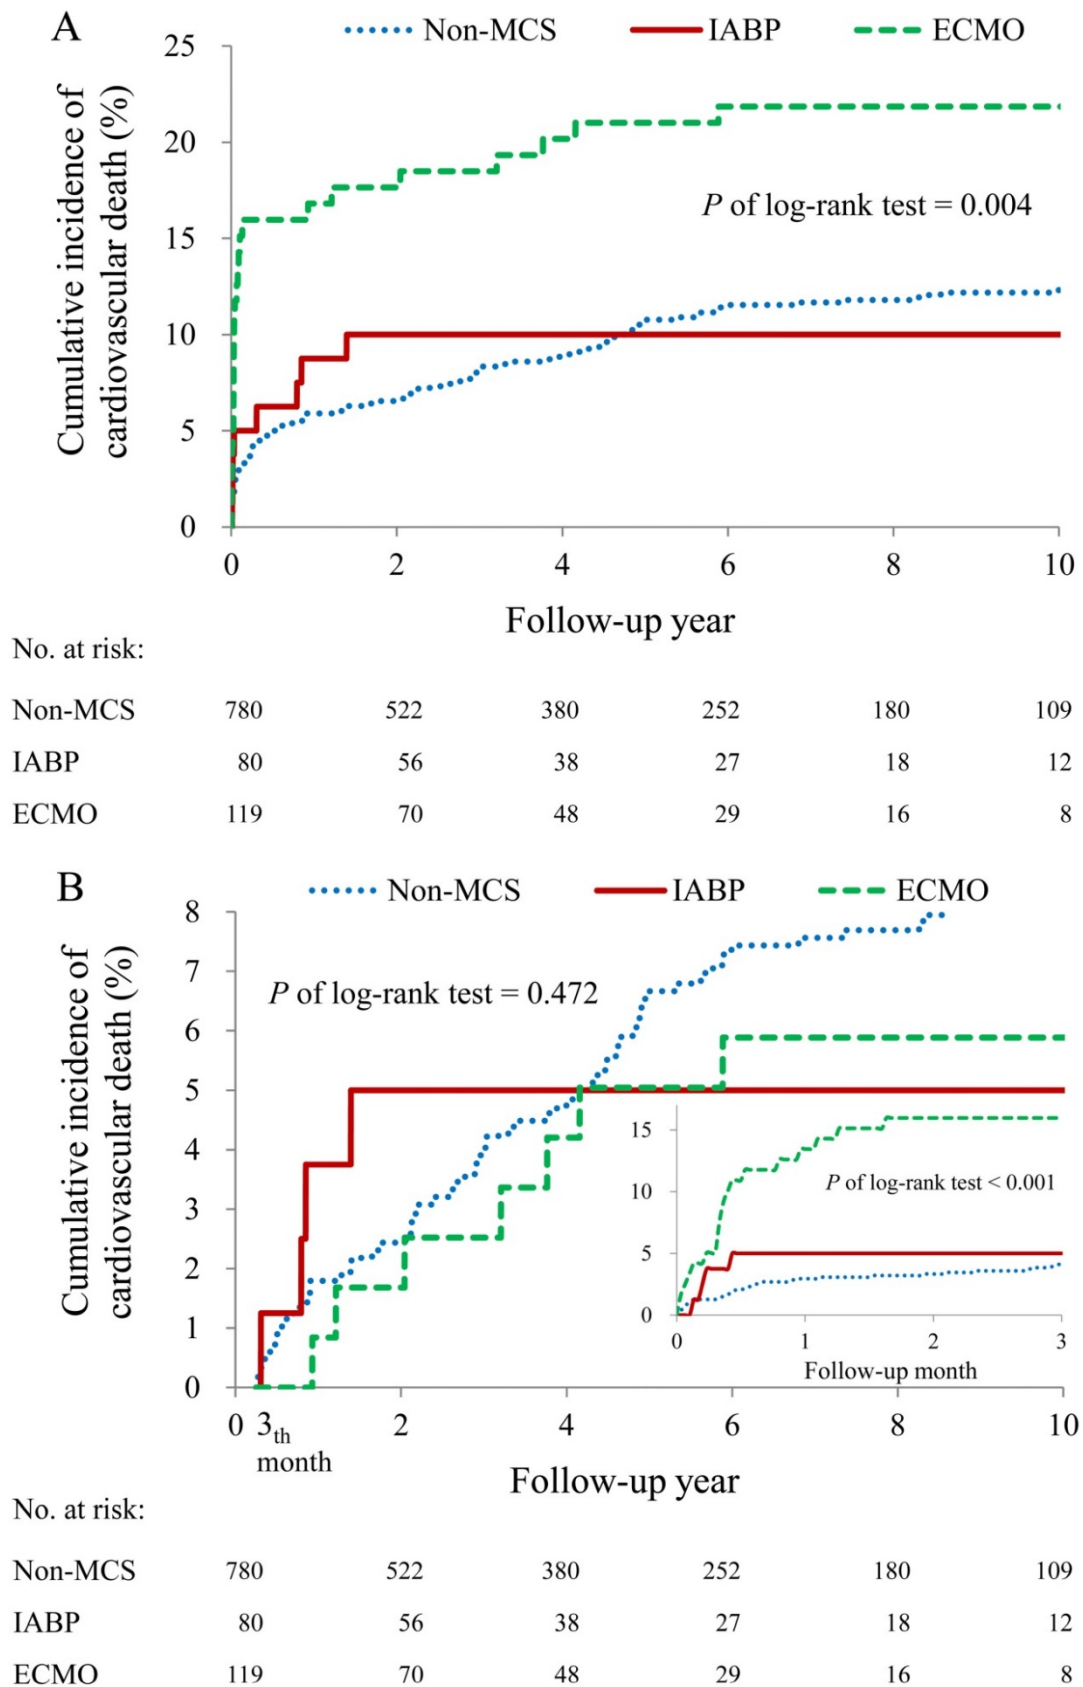 A
Non-MCS IABP ECMO
Cumulative incidence of
cardiovascular death (%)
25
20
15
10
5
0
P of log-rank test = 0.004
0 2 4 6 8 10
Follow-up year
No. at risk:
Non-MCS 780 522 380 252 180 109
IABP 80 56 38 27 18 12
ECMO 119 70 48 29 16 8
B
Non-MCS IABP ECMO
Cumulative incidence of
cardiovascular death (%)
8
7
6
5
4
3
2
1
0
P of log-rank test = 0.472
15
10
5
0
P of log-rank test < 0.001
0 1 2 3
Follow-up month
0 3th 2 4 6 8 10
month
Follow-up year
No. at risk:
Non-MCS 780 522 380 252 180 109
IABP 80 56 38 27 18 12
ECMO 119 70 48 29 16 8